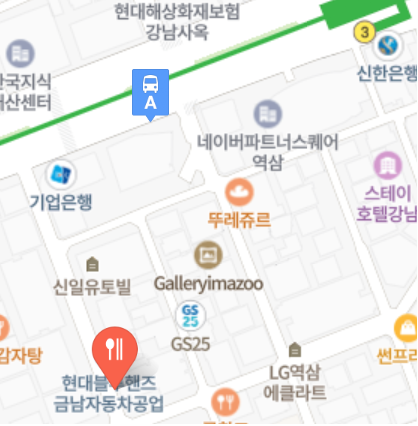 현대해상화재보험
강남사옥
3
신한은행
한국지식
재산센터
A
네이버파트너스퀘어
역삼
기업은행
스테이
호텔강남
뚜레쥬르
신일유토빌
Galleryimazoo
GS
25
GS25
감자탕
썬프라
현대블루핸즈
금남자동차공업
LG역삼
에클라트